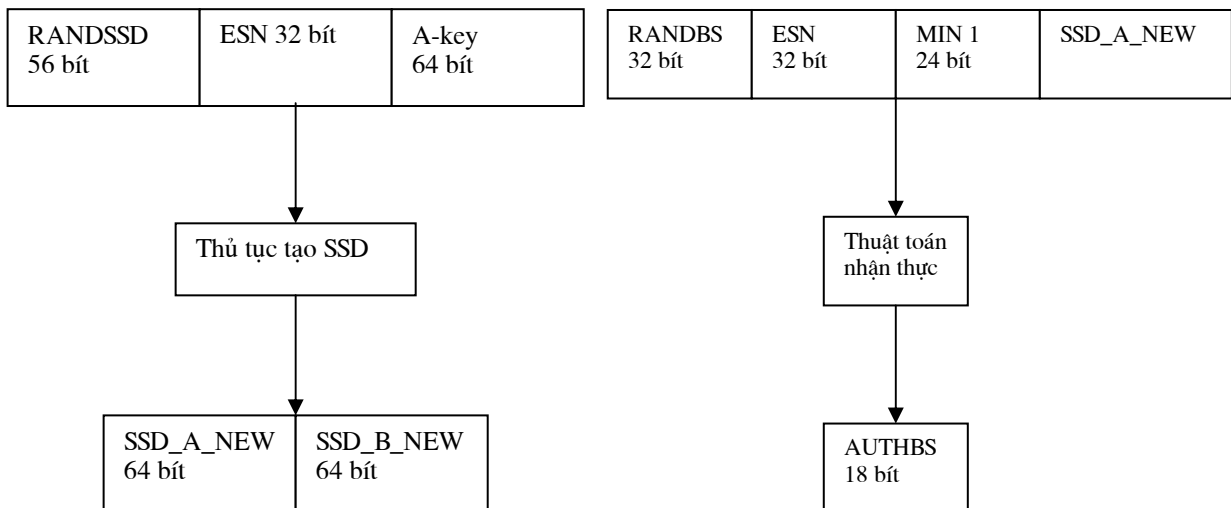 RANDSSD
56 bít
ESN 32 bít
A-key
64 bít
Thủ tục tạo SSD
SSD_A_NEW
64 bít
SSD_B_NEW
64 bít
RANDBS
32 bít
ESN
32 bít
MIN 1
24 bít
SSD_A_NEW
Thuật toán
nhận thực
AUTHBS
18 bít